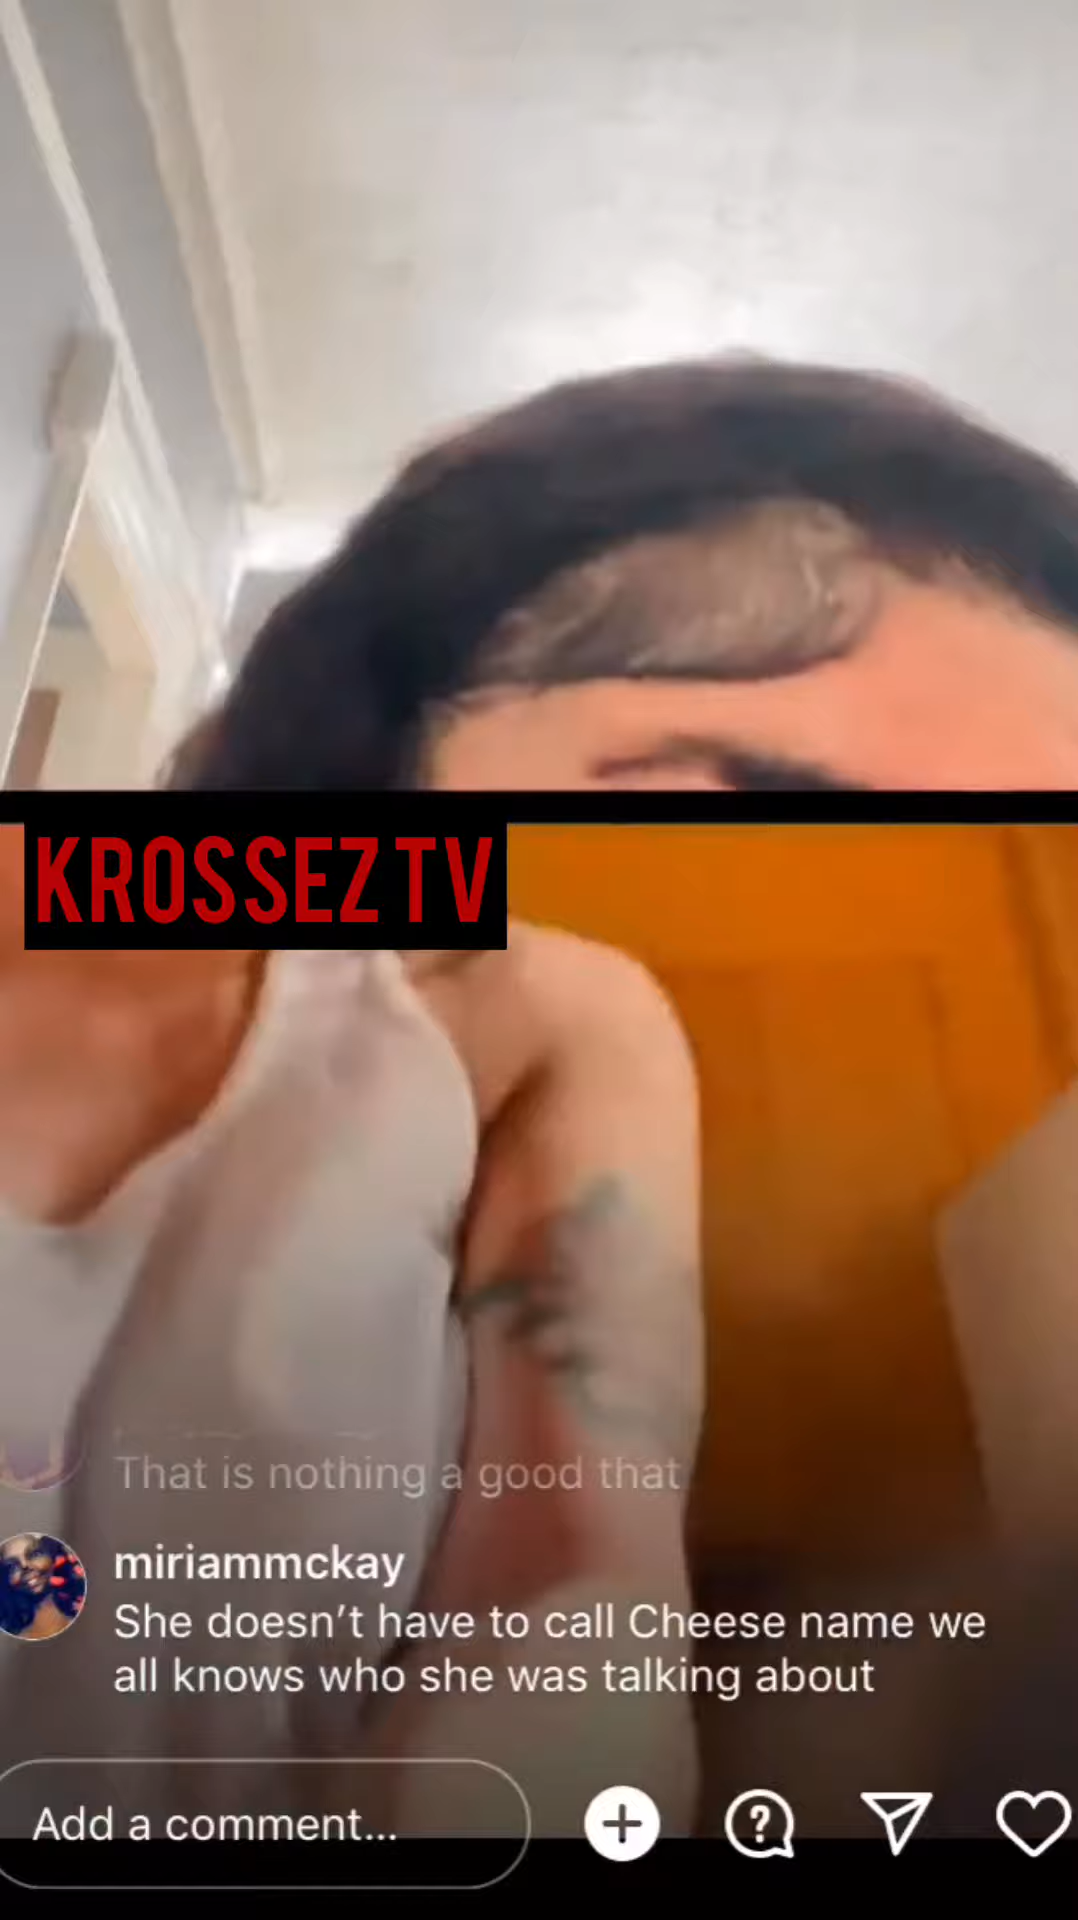 KROSSEZ TV
That is nothing a good that
miriammckay
She doesn’t have to call Cheese name we
all knows who she was talking about
Add a comment...